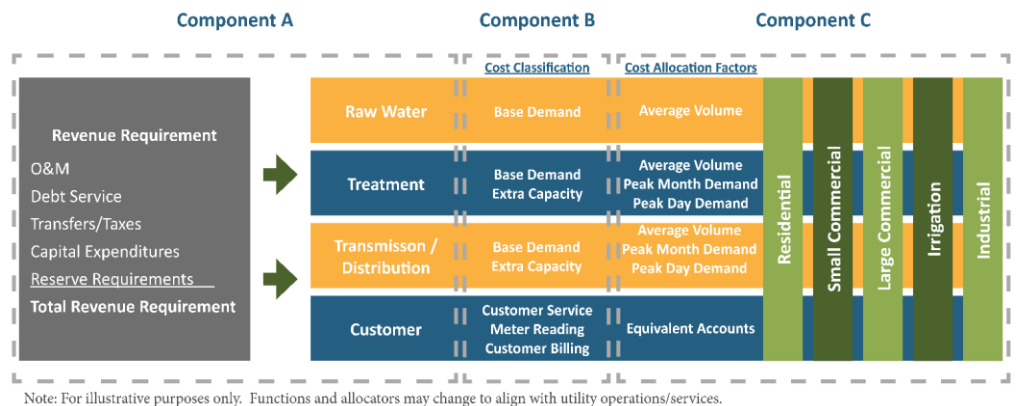 Component A
Component B
Component C
Revenue Requirement
O&M
Debt Service
Transfers/Taxes
Capital Expenditures
Reserve Requirements
Total Revenue Requirement
Raw Water
Treatment
Transmisson /
Distribution
Customer
Cost Classification
Base Demand
Base Demand
Extra Capacity
Base Demand
Extra Capacity
Customer Service
Meter Reading
Customer Billing
Cost Allocation Factors
Average Volume
Average Volume
Peak Month Demand
Peak Day Demand
Average Volume
Peak Month Demand
Peak Day Demand
Equivalent Accounts
Residential
Small Commercial
Large Commercial
Irrigation
Industrial
Note: For illustrative purposes only. Functions and allocators may change to align with utility operations/services.